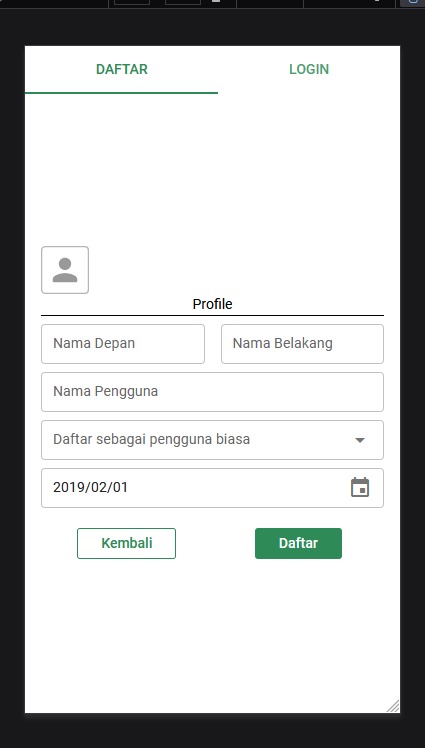 DAFTAR LOGIN
Profile
Nama Depan Nama Belakang
Nama Pengguna
Daftar sebagai pengguna biasa
2019/02/01
Kembali Daftar